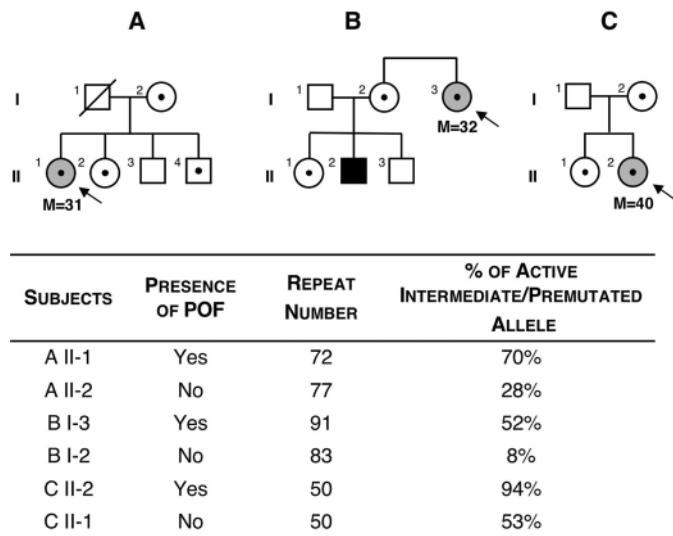 A B C
I 1 2 1 2 3 1 2
M=32
II 1 2 3 4 1 2 3 1 2
M=31 M=40
SUBJECTS PRESENCE OF POF REPEAT NUMBER % OF ACTIVE INTERMEDIATE/PREMUTATED ALLELE
A II-1 Yes 72 70%
A II-2 No 77 28%
B I-3 Yes 91 52%
B I-2 No 83 8%
C II-2 Yes 50 94%
C II-1 No 50 53%